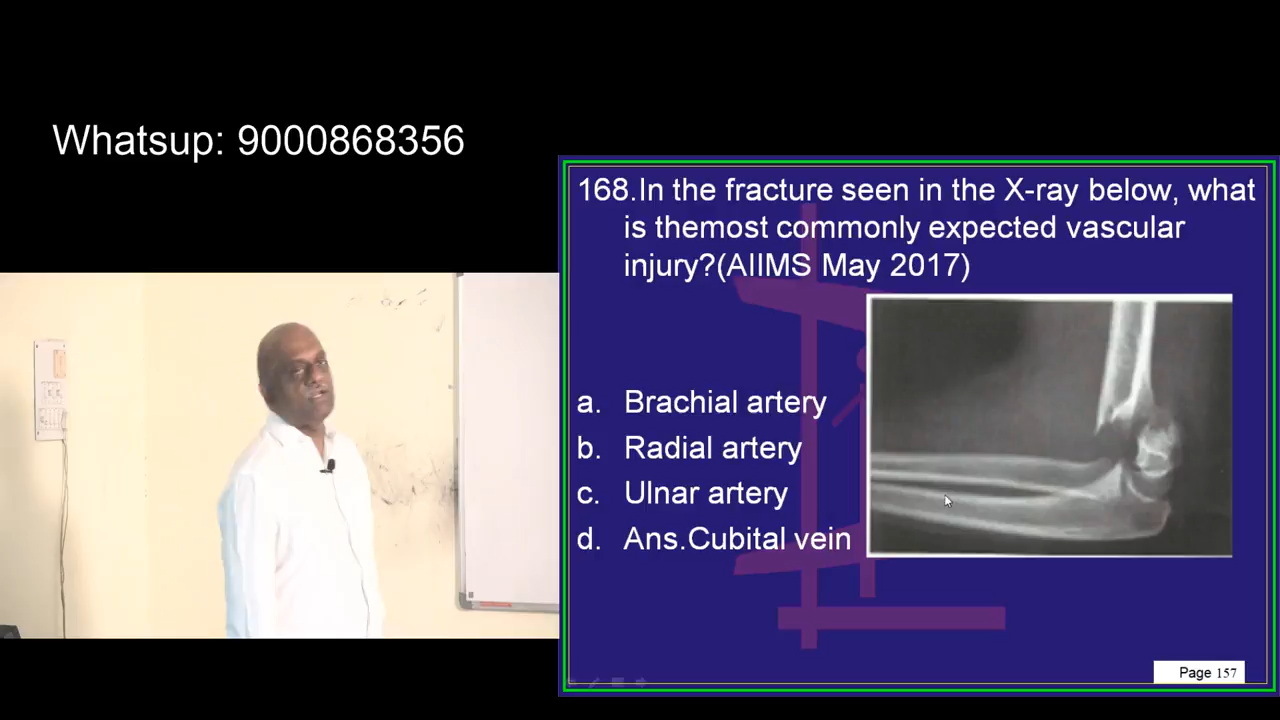 Whatsup: 9000868356
168.In the fracture seen in the X-ray below, what
is themost commonly expected vascular
injury?(AIIMS May 2017)
a. Brachial artery
b. Radial artery
c. Ulnar artery
d. Ans.Cubital vein
Page 157